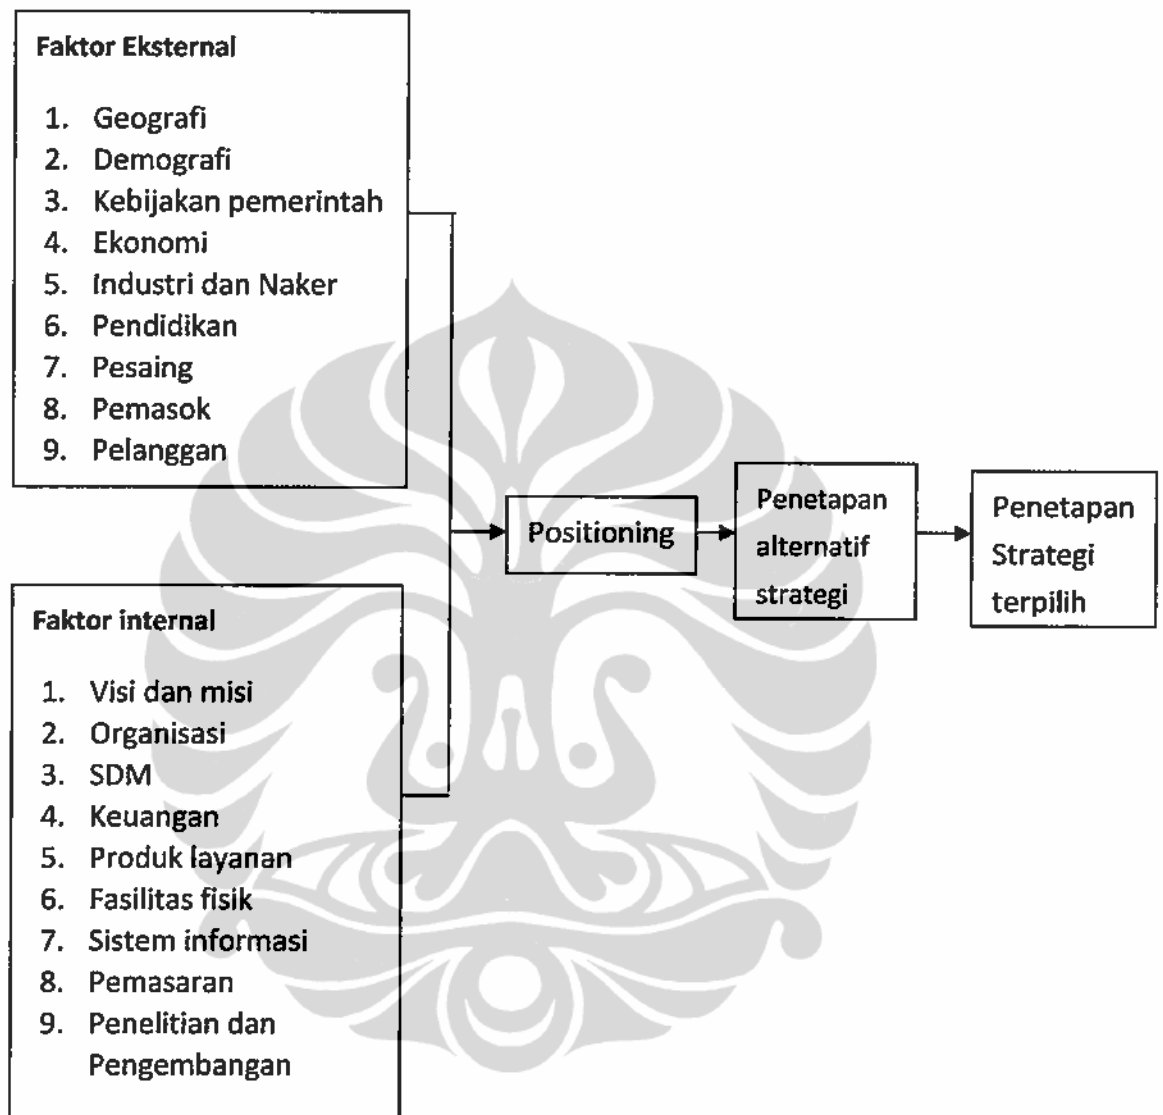 Faktor Eksternal
1. Geografi
2. Demografi
3. Kebijakan pemerintah
4. Ekonomi
5. Industri dan Naker
6. Pendidikan
7. Pesaing
8. Pemasok
9. Pelanggan
Faktor internal
1. Visi dan misi
2. Organisasi
3. SDM
4. Keuangan
5. Produk layanan
6. Fasilitas fisik
7. Sistem informasi
8. Pemasaran
9. Penelitian dan
Pengembangan
Positioning
Penetapan
alternatif
strategi
Penetapan
Strategi
terpilih